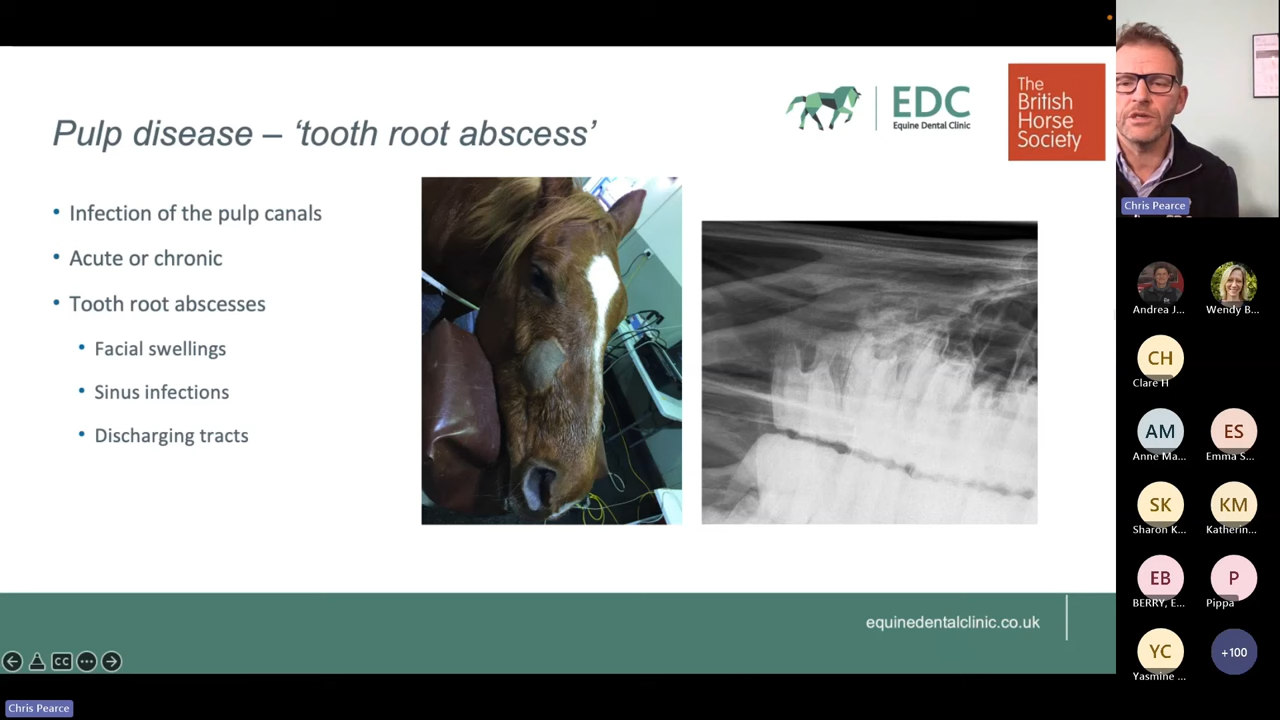 Pulp disease – ‘tooth root abscess’
EDC
Equine Dental Clinic
The
British
Horse
Society
• Infection of the pulp canals
• Acute or chronic
• Tooth root abscesses
• Facial swellings
• Sinus infections
• Discharging tracts
equinedentalclinic.co.uk
CC
Chris Pearce
Chris Pearce
Andrea J...
Wendy B...
CH
Clare H
AM
Anne Ma...
ES
Emma S...
SK
Sharon K...
KM
Katherin...
EB
BERRY, E...
P
Pippa
YC
Yasmine ...
+100